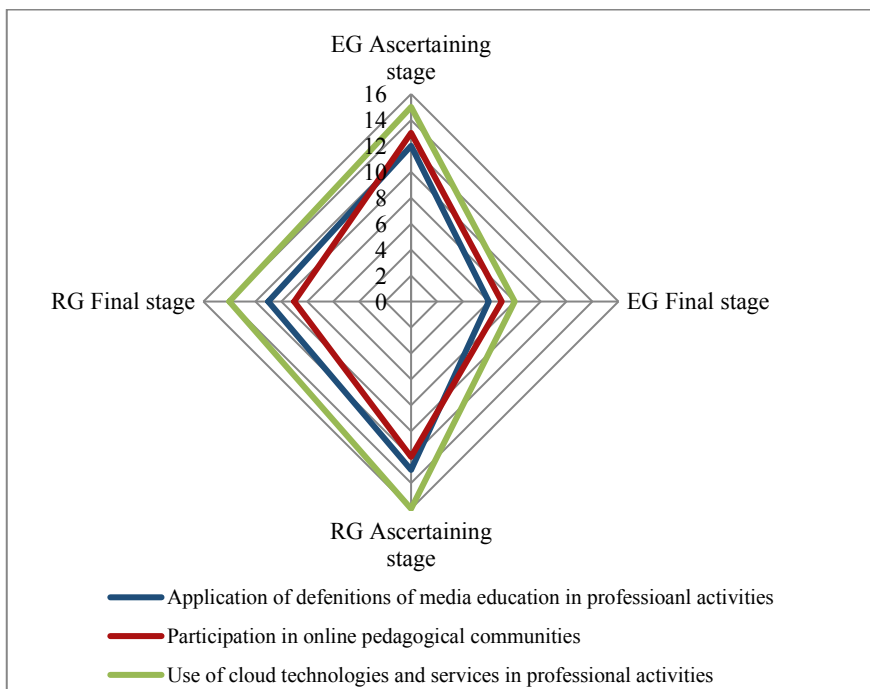 EG Ascertaining
stage
16
14
12
10
8
6
4
2
0
RG Final stage
EG Final stage
RG Ascertaining
stage
Application of defenitions of media education in professioanl activities
Participation in online pedagogical communities
Use of cloud technologies and services in professional activities